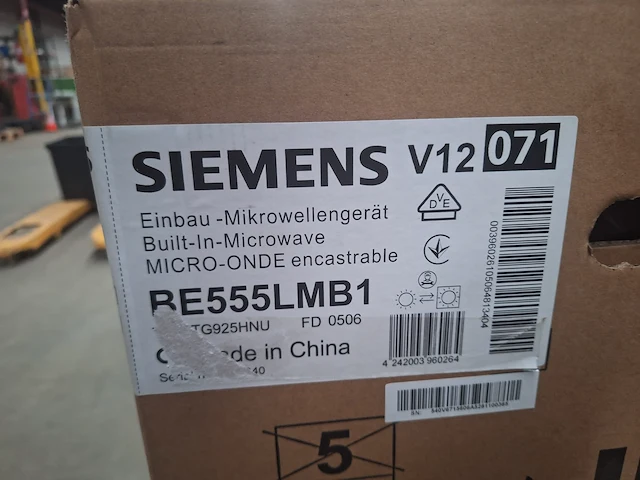 SIEMENS V12 071
Einbau -Mikrowellengerät
Built-In-Microwave
MICRO-ONDE encastrable
BE555LMB1
TG925HNU FD 0506
in China
4 242003 960264
5